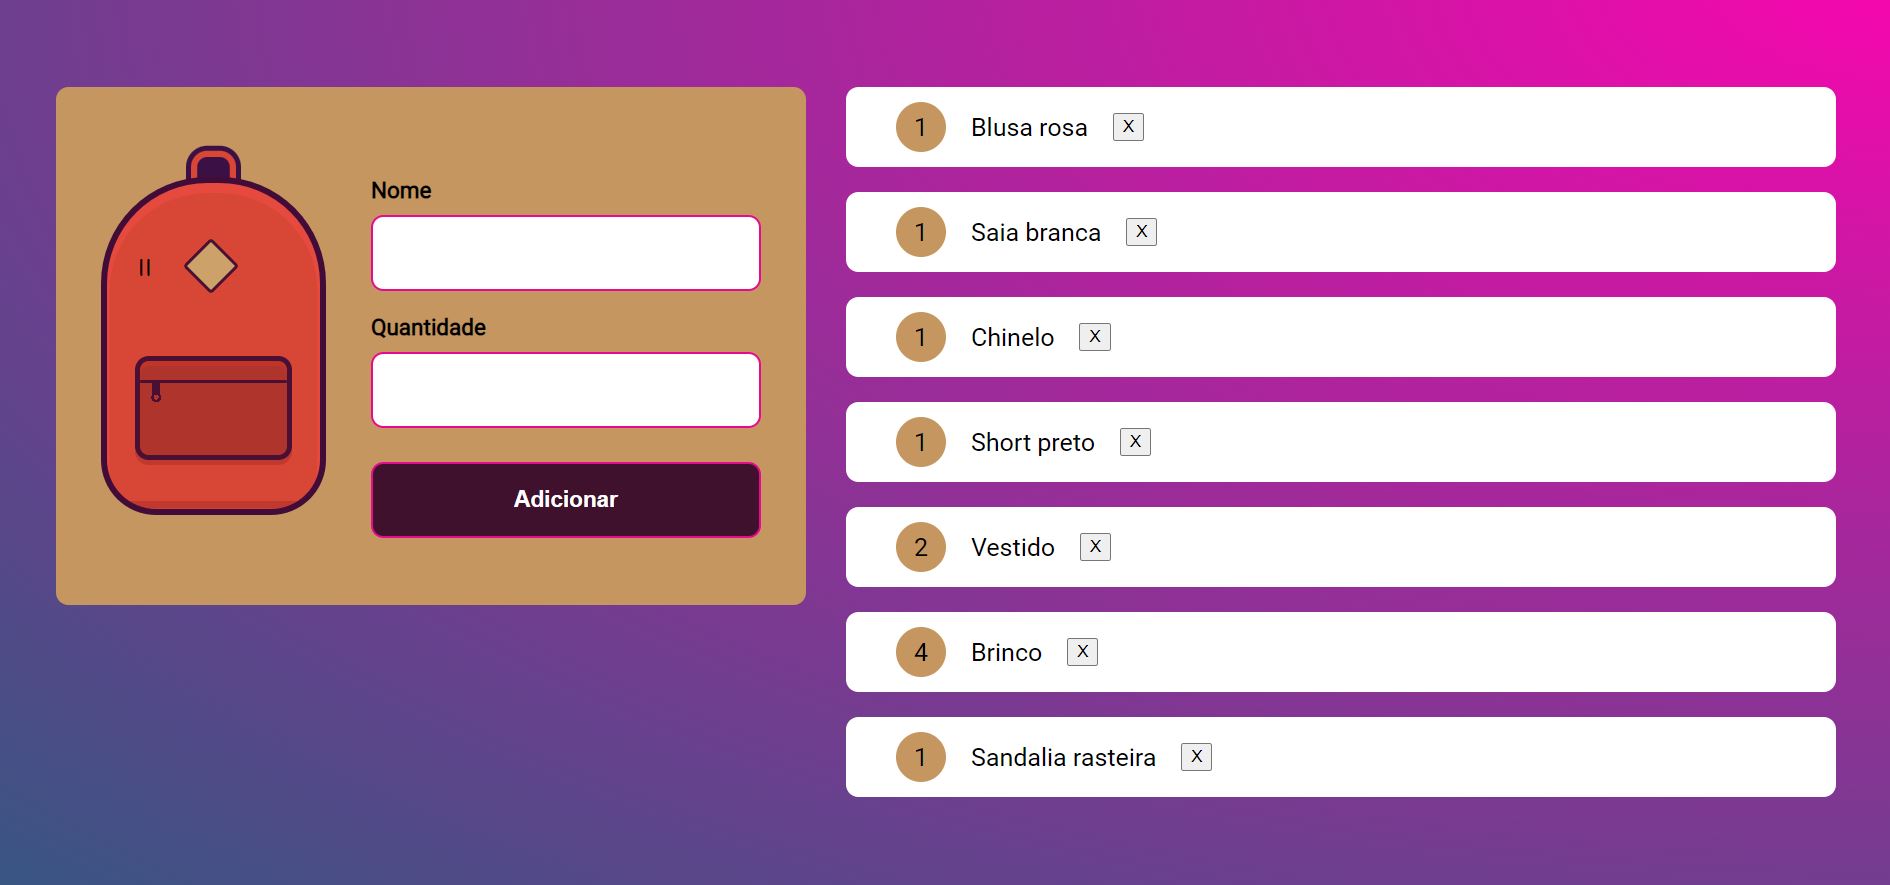 Nome
Quantidade
Adicionar
1 Blusa rosa X
1 Saia branca X
1 Chinelo X
1 Short preto X
2 Vestido X
4 Brinco X
1 Sandalia rasteira X